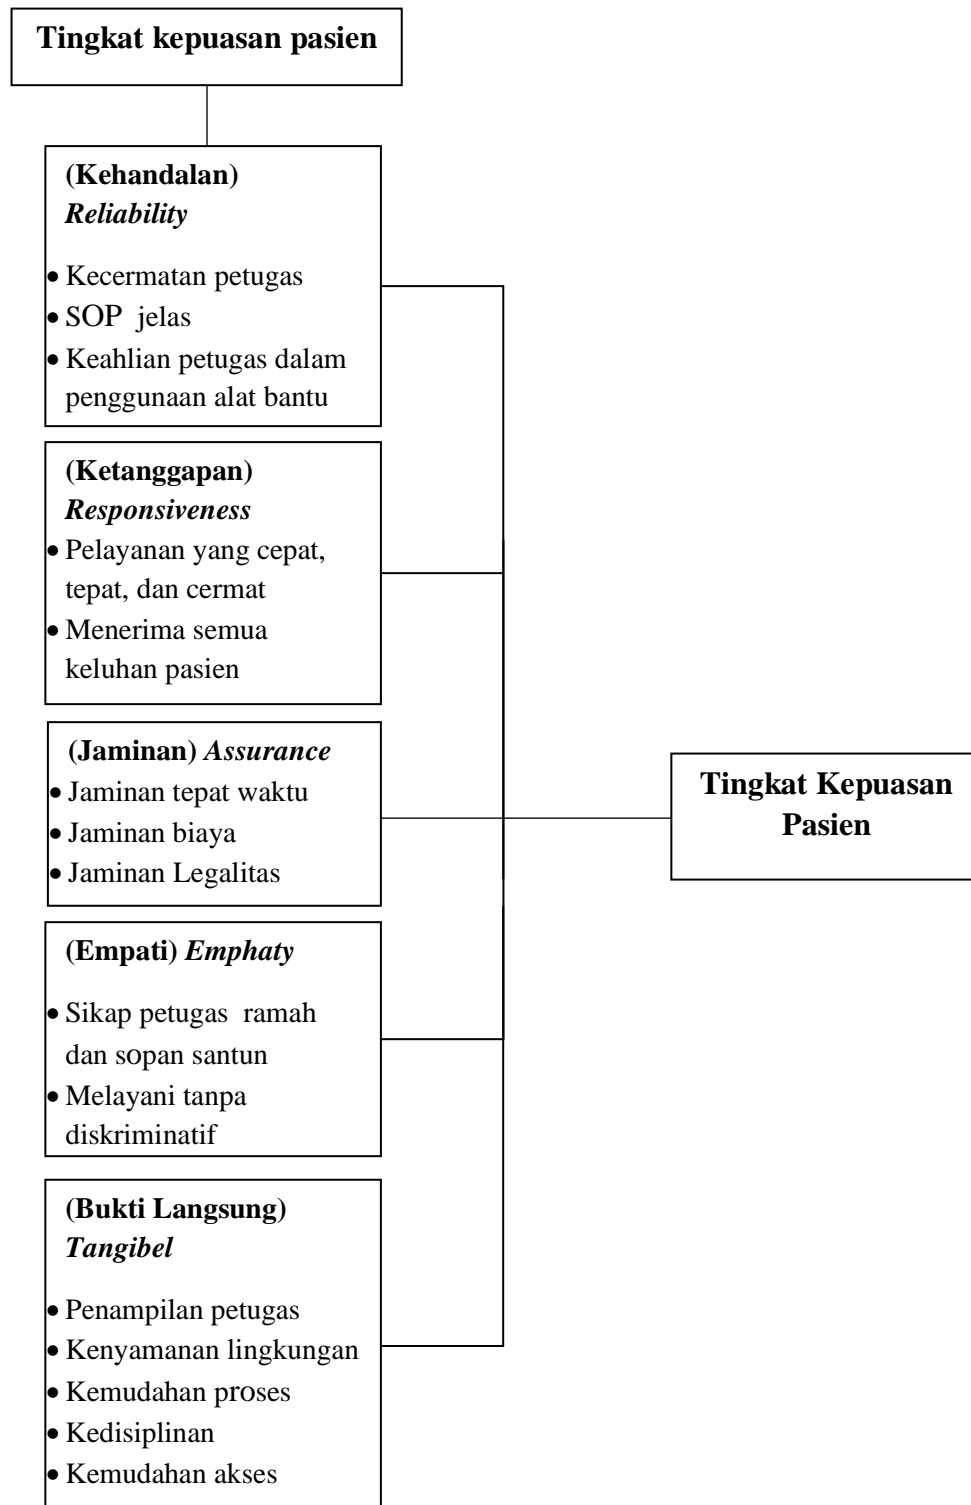 Tingkat kepuasan pasien
(Kehandalan)
Reliability
• Kecermatan petugas
• SOP jelas
• Keahlian petugas dalam
penggunaan alat bantu
(Ketanggapan)
Responsiveness
• Pelayanan yang cepat,
tepat, dan cermat
• Menerima semua
keluhan pasien
(Jaminan) Assurance
• Jaminan tepat waktu
• Jaminan biaya
• Jaminan Legalitas
(Empati) Emphaty
• Sikap petugas ramah
dan sopan santun
• Melayani tanpa
diskriminatif
(Bukti Langsung)
Tangibel
• Penampilan petugas
• Kenyamanan lingkungan
• Kemudahan proses
• Kedisiplinan
• Kemudahan akses
Tingkat Kepuasan
Pasien